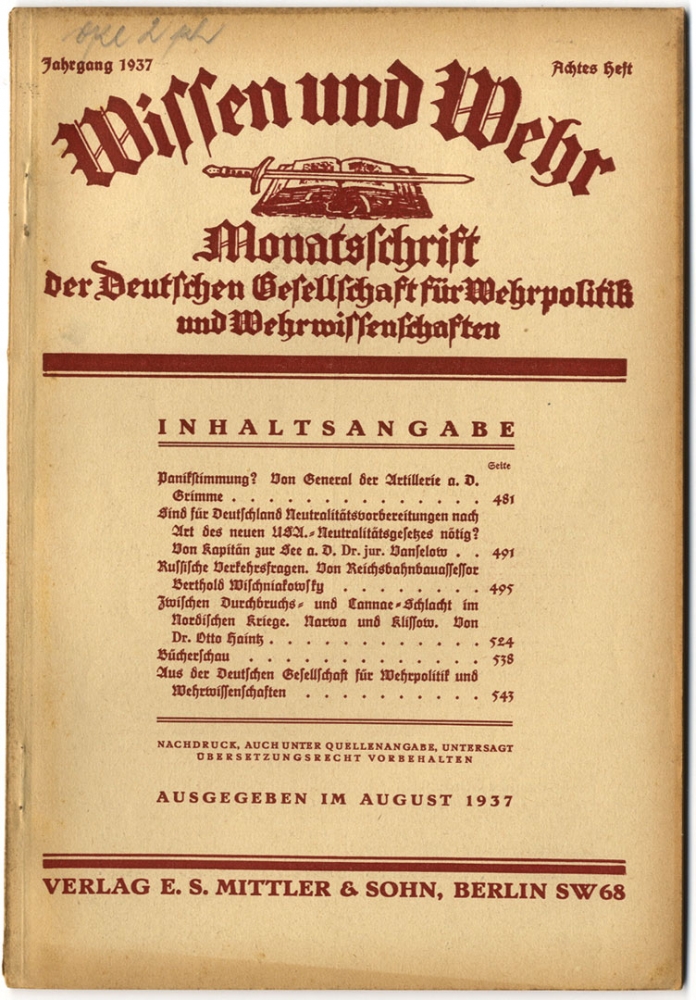 Jahrgang 1937
Achtes Heft
Wissen und Wehr
Monatsschrift
der Deutschen Gesellschaft für Wehrpolitik
und Wehrwissenschaften
INHALTSANGABE
Seite
Panikstimmung? Von General der Artillerie a. D.
Grimme . . . . . . . . . . . . . . 481
Sind für Deutschland Neutralitätsvorbereitungen nach
Art des neuen USA.-Neutralitätsgesetzes nötig?
Von Kapitän zur See a. D. Dr. jur. Vanselow . . 491
Russische Verkehrsfragen. Von Reichsbahnbauassessor
Berthold Wischniakowsky . . . . . . . . 495
Zwischen Durchbruchs- und Cannae-Schlacht im
Nordischen Kriege. Narwa und Klissow. Von
Dr. Otto Haintz . . . . . . . . . . . . 524
Bücherschau . . . . . . . . . . . . . 538
Aus der Deutschen Gesellschaft für Wehrpolitik und
Wehrwissenschaften . . . . . . . . . . 543
NACHDRUCK, AUCH UNTER QUELLENANGABE, UNTERSAGT
ÜBERSETZUNGSRECHT VORBEHALTEN
AUSGEGEBEN IM AUGUST 1937
VERLAG E. S. MITTLER & SOHN, BERLIN SW 68